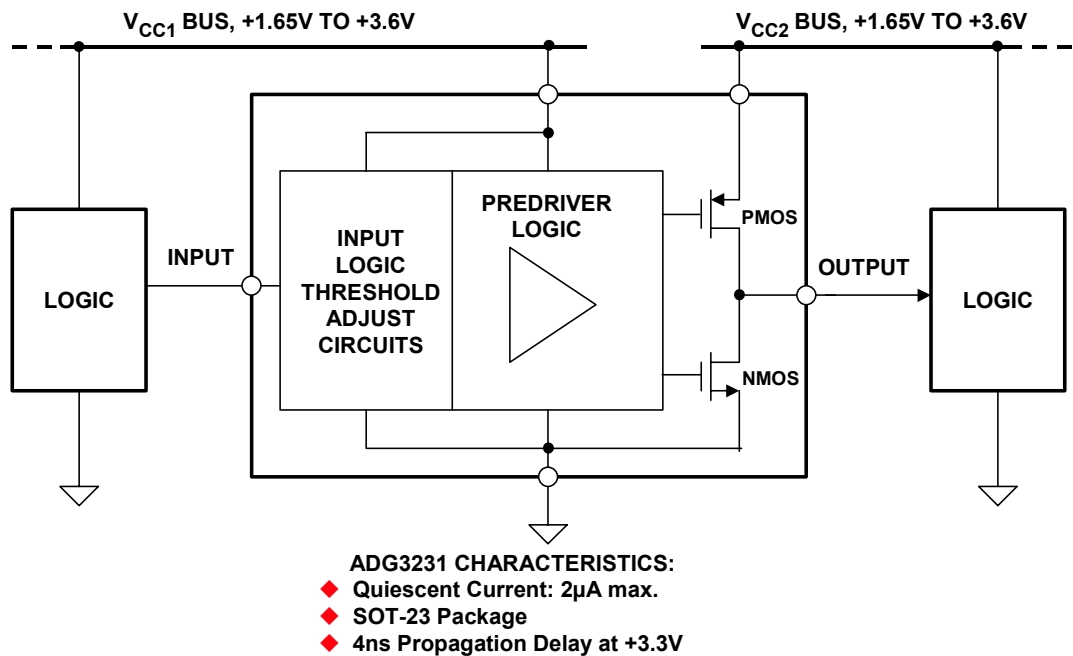 VCC1 BUS, +1.65V TO +3.6V
VCC2 BUS, +1.65V TO +3.6V
LOGIC
INPUT
INPUT
LOGIC
THRESHOLD
ADJUST
CIRCUITS
PREDRIVER
LOGIC
PMOS
NMOS
OUTPUT
LOGIC
ADG3231 CHARACTERISTICS:
Quiescent Current: 2µA max.
SOT-23 Package
4ns Propagation Delay at +3.3V